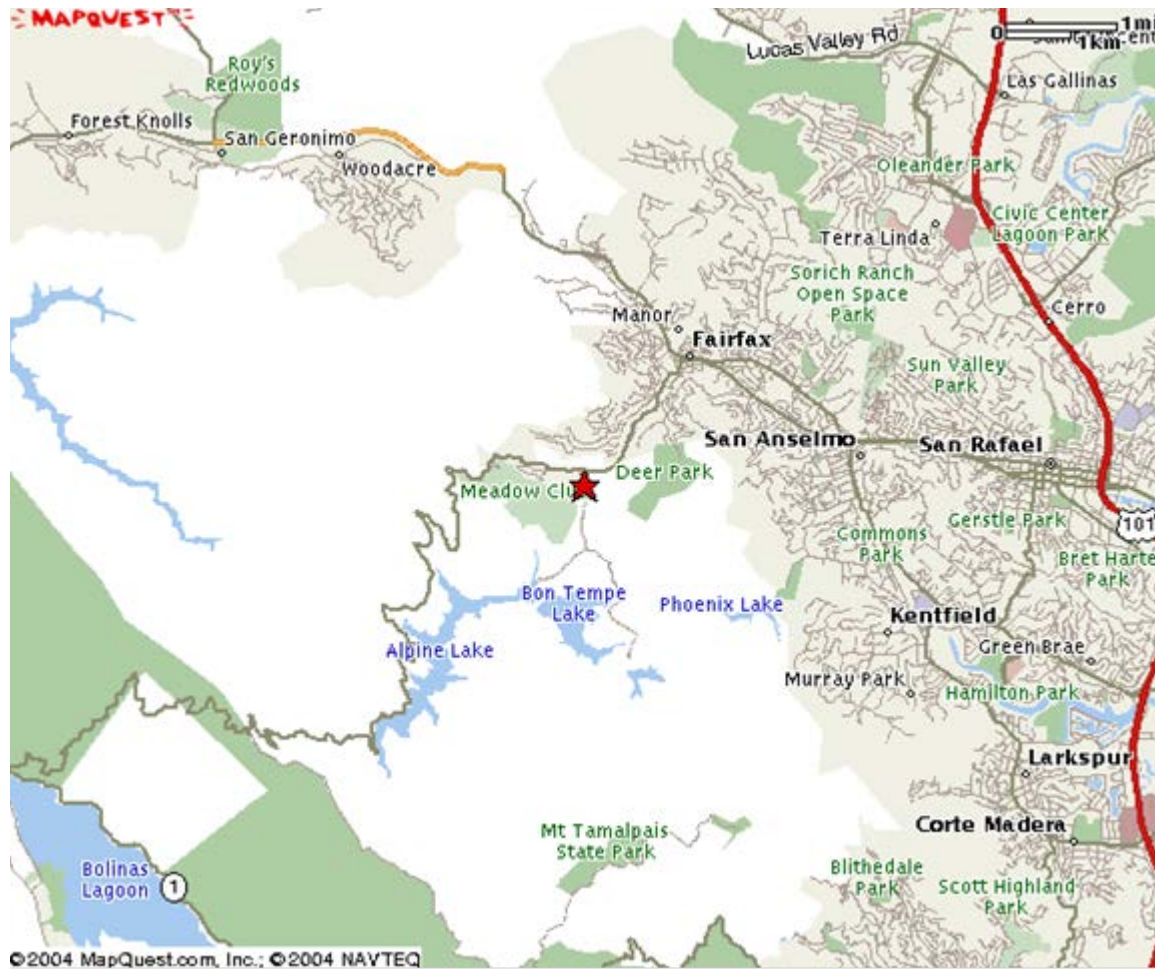 MAPQUEST
Lucas Valley Rd
0
1mi
1km
Roy's
Redwoods
Las Gallinas
Forest Knolls
San Geronimo
Woodacre
Oleander Park
Civic Center
Lagoon Park
Terra Linda
Sorich Ranch
Open Space
Park
Cerro
Manor
Fairfax
Sun Valley
Park
San Anselmo
San Rafael
Deer Park
Meadow Clu
Gerstle Park
101
Commons
Park
Bret Harte
Park
Bon Tempe
Lake
Phoenix Lake
Kentfield
Alpine Lake
Green Brae
Murray Park
Hamilton Park
Larkspur
Mt Tamalpais
State Park
Corte Madera
Bolinas
Lagoon
1
Blithedale
Park
Scott Highland
Park
©2004 MapQuest.com, Inc.; ©2004 NAVTEQ